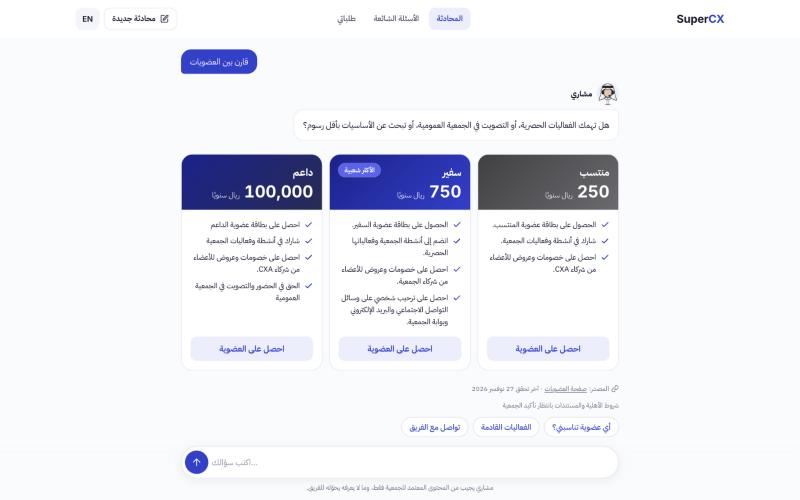 SuperCX
المحادثة
الأسئلة الشائعة
طلباتي
محادثة جديدة
EN
قارن بين العضويات
مشاري
هل تهمك الفعاليات الحصرية، أو التصويت في الجمعية العمومية، أو تبحث عن الأساسيات بأقل رسوم؟
منتسب
250 ريال سنويًا
الحصول على بطاقة عضوية المنتسب.
شارك في أنشطة وفعاليات الجمعية.
احصل على خصومات وعروض للأعضاء
من شركاء CXA.
احصل على العضوية
سفير
الأكثر شعبية
750 ريال سنويًا
الحصول على بطاقة عضوية السفير.
انضم إلى أنشطة الجمعية وفعالياتها
الحصرية.
احصل على خصومات وعروض للأعضاء
من شركاء الجمعية.
احصل على ترحيب شخصي على وسائل
التواصل الاجتماعي والبريد الإلكتروني
وبوابة الجمعية.
احصل على العضوية
داعم
100,000 ريال سنويًا
احصل على بطاقة عضوية الداعم
شارك في أنشطة وفعاليات الجمعية
احصل على خصومات وعروض للأعضاء
من شركاء CXA.
الحق في الحضور والتصويت في الجمعية
العمومية
احصل على العضوية
المصدر: صفحة العضويات · آخر تحقق 27 نوفمبر 2026
شروط الأهلية والمستندات بانتظار تأكيد الجمعية
أي عضوية تناسبني؟
الفعاليات القادمة
تواصل مع الفريق
اكتب سؤالك...
مشاري يجيب من المحتوى المعتمد للجمعية فقط، وما لا يعرفه يحوّله للفريق.